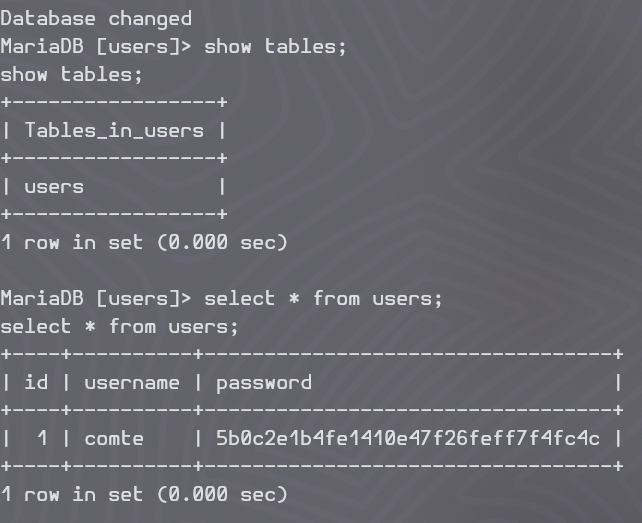 Database changed
MariaDB [users]> show tables;
show tables;
+-----------------+
| Tables_in_users |
+-----------------+
| users           |
+-----------------+
1 row in set (0.000 sec)

MariaDB [users]> select * from users;
select * from users;
+----+----------+----------------------------------+
| id | username | password                         |
+----+----------+----------------------------------+
|  1 | comte    | 5b0c2e1b4fe1410e47f26feff7f4fc4c |
+----+----------+----------------------------------+
1 row in set (0.000 sec)